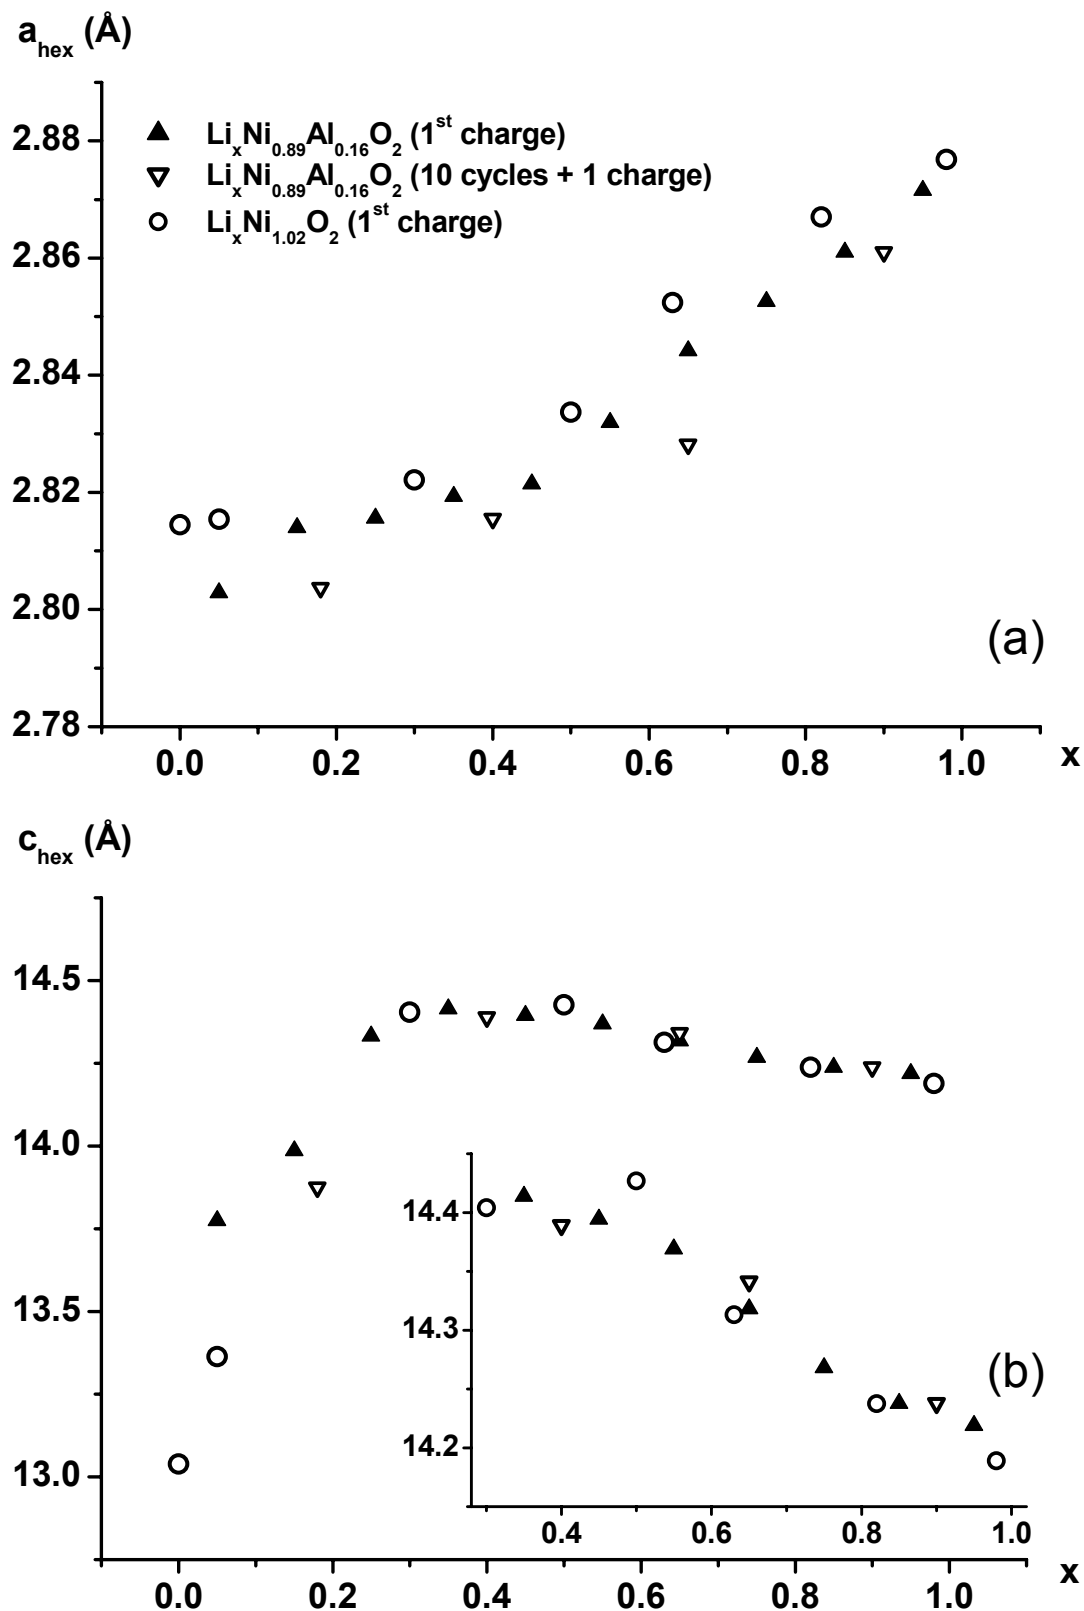 a_hex (Å)
▲ Li_xNi_0.89Al_0.16O_2 (1^st charge)
▽ Li_xNi_0.89Al_0.16O_2 (10 cycles + 1 charge)
○ Li_xNi_1.02O_2 (1^st charge)
2.88
2.86
2.84
2.82
2.80
2.78
(a)
0.0 0.2 0.4 0.6 0.8 1.0 x
c_hex (Å)
14.5
14.0
13.5
13.0
14.4
14.3
14.2
0.4 0.6 0.8 1.0
(b)
0.0 0.2 0.4 0.6 0.8 1.0 x